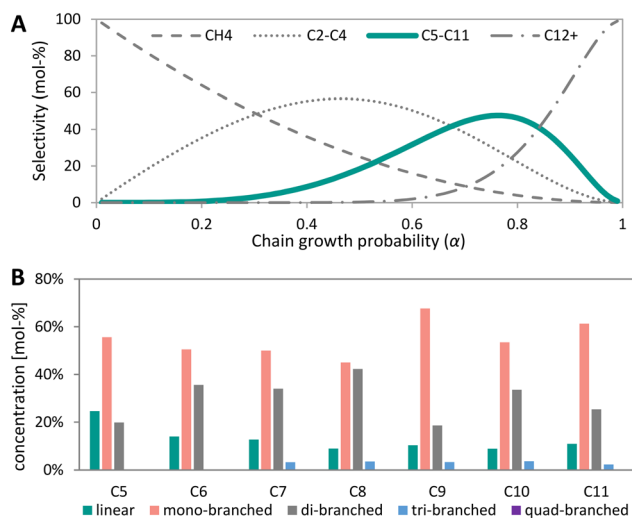 A
CH4 C2-C4 C5-C11 C12+
Selectivity (mol-%)
100
80
60
40
20
0
0 0.2 0.4 0.6 0.8 1
Chain growth probability (α)
B
concentration [mol-%]
80%
60%
40%
20%
0%
C5 C6 C7 C8 C9 C10 C11
linear mono-branched di-branched tri-branched quad-branched